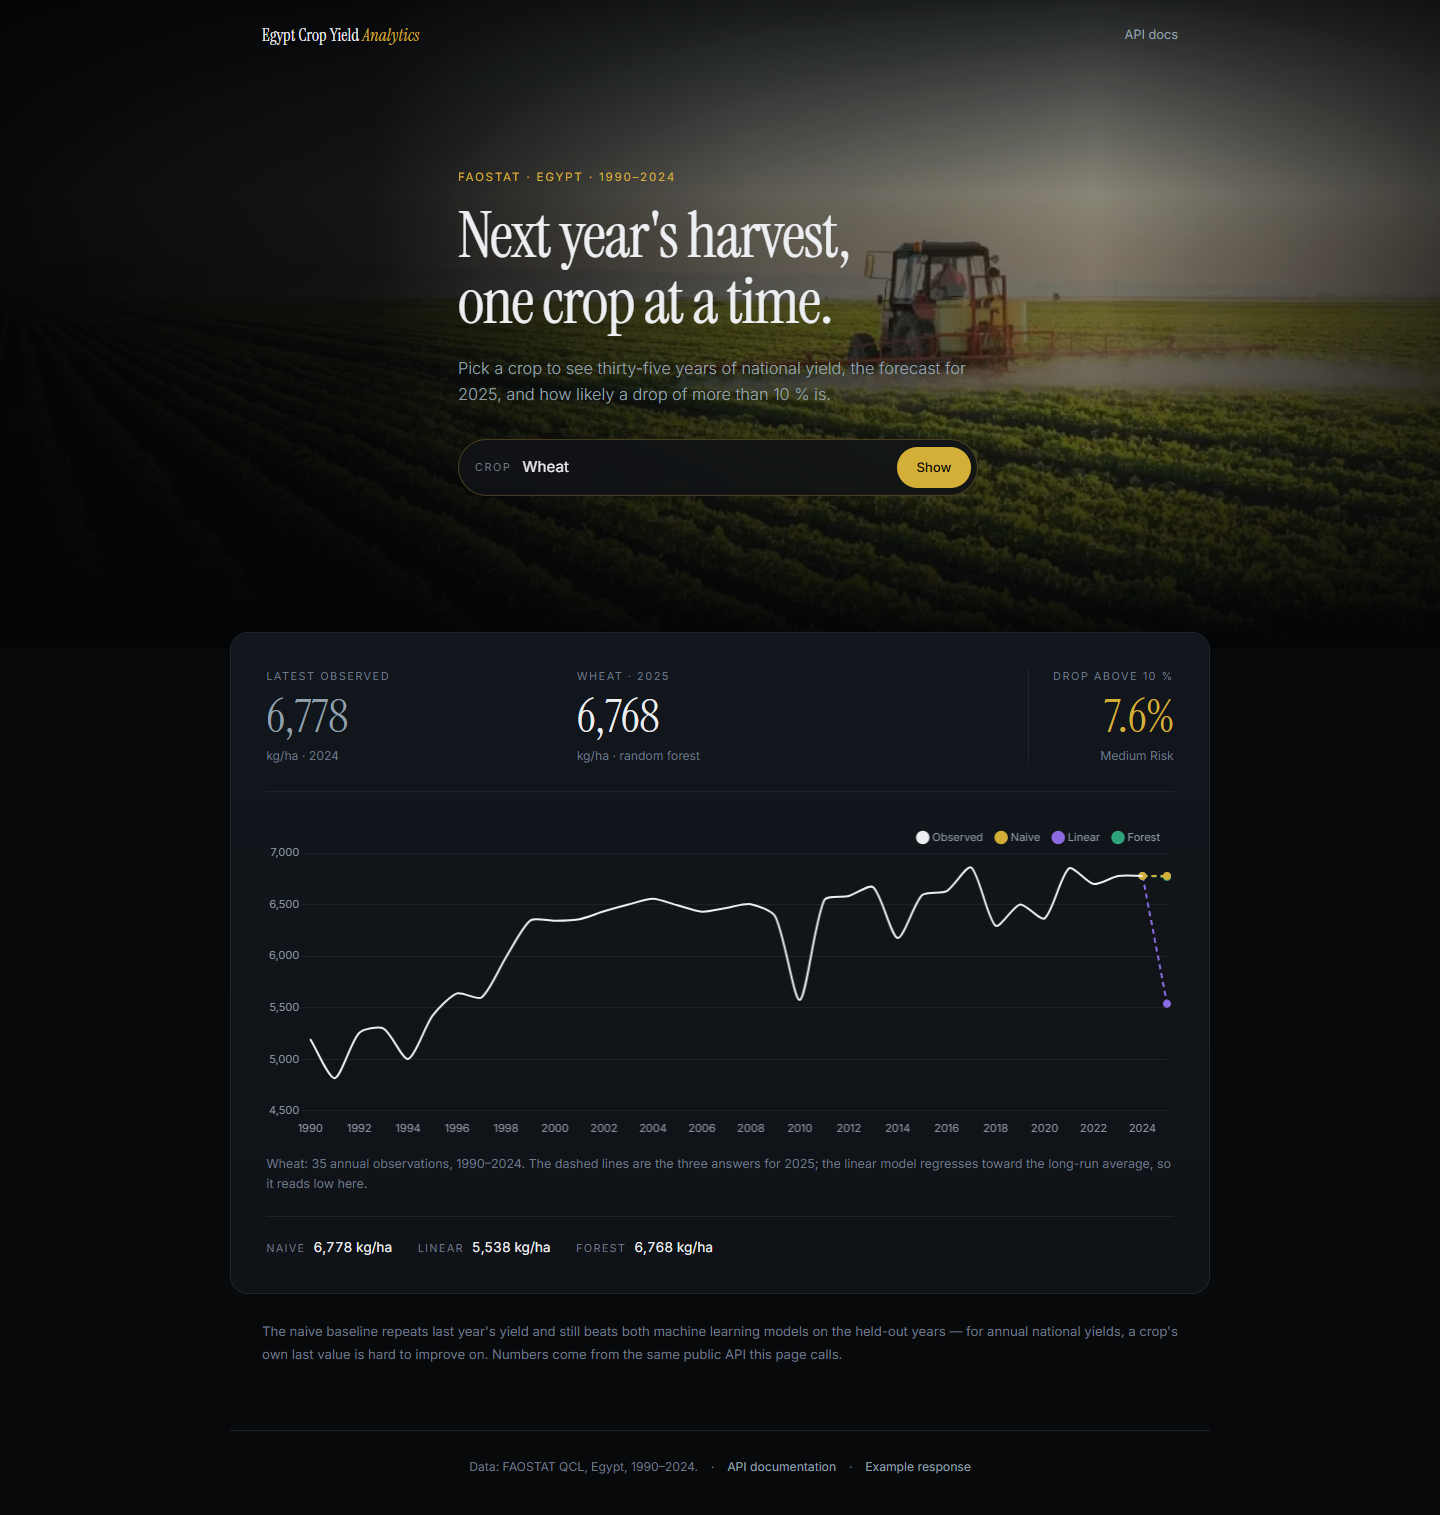 Egypt Crop Yield Analytics
API docs
FAOSTAT · EGYPT · 1990–2024
Next year's harvest,
one crop at a time.
Pick a crop to see thirty-five years of national yield, the forecast for
2025, and how likely a drop of more than 10 % is.
CROP Wheat
Show
LATEST OBSERVED
6,778
kg/ha · 2024
WHEAT · 2025
6,768
kg/ha · random forest
DROP ABOVE 10 %
7.6%
Medium Risk
Observed Naive Linear Forest
7,000
6,500
6,000
5,500
5,000
4,500
1990 1992 1994 1996 1998 2000 2002 2004 2006 2008 2010 2012 2014 2016 2018 2020 2022 2024
Wheat: 35 annual observations, 1990–2024. The dashed lines are the three answers for 2025; the linear model regresses toward the long-run average, so
it reads low here.
NAIVE 6,778 kg/ha LINEAR 5,538 kg/ha FOREST 6,768 kg/ha
The naive baseline repeats last year's yield and still beats both machine learning models on the held-out years — for annual national yields, a crop's
own last value is hard to improve on. Numbers come from the same public API this page calls.
Data: FAOSTAT QCL, Egypt, 1990–2024. · API documentation · Example response